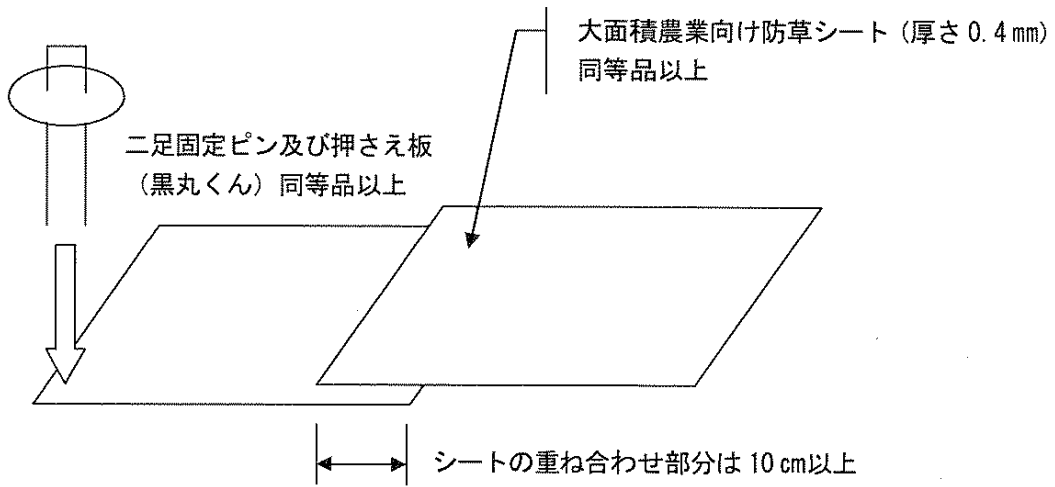 大面積農業向け防草シート（厚さ0.4㎜）
同等品以上
二足固定ピン及び押さえ板
（黒丸くん）同等品以上
シートの重ね合わせ部分は10㎝以上